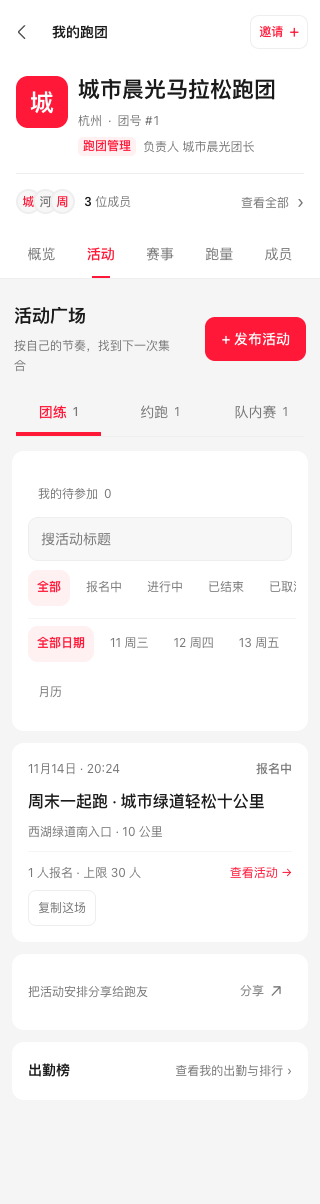 我的跑团
邀请 +
城
城市晨光马拉松跑团
杭州 · 团号 #1
跑团管理 负责人 城市晨光团长
城 河 周 3 位成员 查看全部 ›
概览 活动 赛事 跑量 成员
活动广场
按自己的节奏，找到下一次集
合
+ 发布活动
团练 1 约跑 1 队内赛 1
我的待参加 0
搜活动标题
全部 报名中 进行中 已结束 已取
全部日期 11 周三 12 周四 13 周五
月历
11月14日 · 20:24 报名中
周末一起跑 · 城市绿道轻松十公里
西湖绿道南入口 · 10 公里
1 人报名 · 上限 30 人 查看活动 →
复制这场
把活动安排分享给跑友 分享 ↗
出勤榜 查看我的出勤与排行 ›